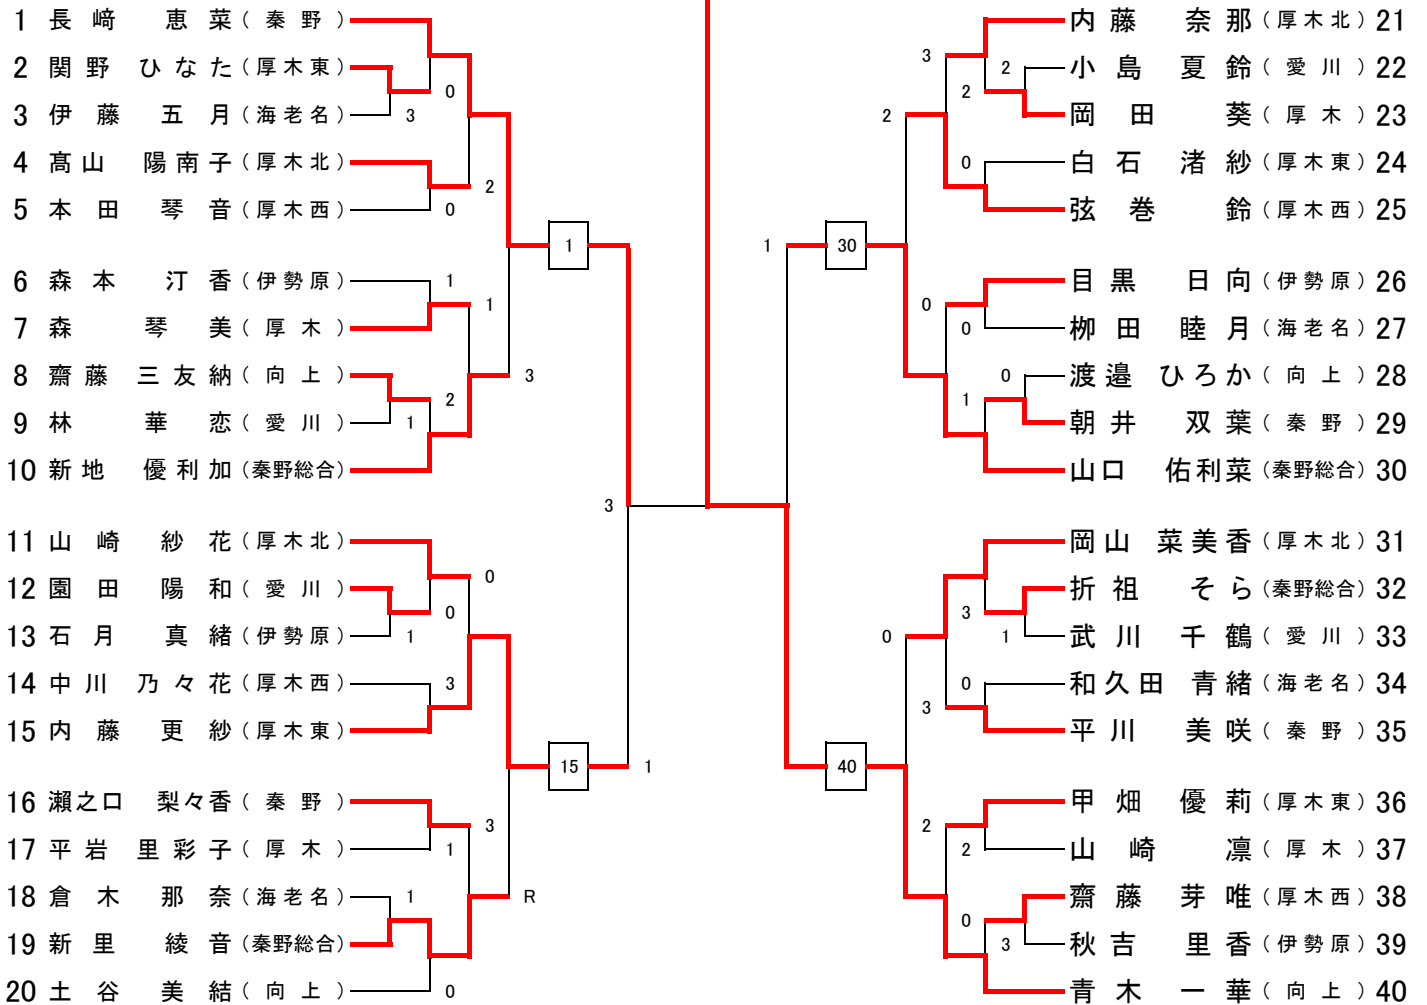 1 長﨑 恵菜(秦野)
2 関野 ひなた(厚木東)
3 伊藤 五月(海老名)
4 髙山 陽南子(厚木北)
5 本田 琴音(厚木西)
6 森本 汀香(伊勢原)
7 森 琴美(厚木)
8 齋藤 三友納(向上)
9 林 華恋(愛川)
10 新地 優利加(秦野総合)
11 山崎 紗花(厚木北)
12 園田 陽和(愛川)
13 石月 真緒(伊勢原)
14 中川 乃々花(厚木西)
15 内藤 更紗(厚木東)
16 瀬之口 梨々香(秦野)
17 平岩 里彩子(厚木)
18 倉木 那奈(海老名)
19 新里 綾音(秦野総合)
20 土谷 美結(向上)
0
3
2
0
1
1
1
3
2
1
3
0
0
1
3
15
1
3
1
R
1
0
内藤 奈那(厚木北)21
小島 夏鈴(愛川)22
岡田 葵(厚木)23
白石 渚紗(厚木東)24
弦巻 鈴(厚木西)25
目黒 日向(伊勢原)26
栁田 睦月(海老名)27
渡邉 ひろか(向上)28
朝井 双葉(秦野)29
山口 佑利菜(秦野総合)30
岡山 菜美香(厚木北)31
折祖 そら(秦野総合)32
武川 千鶴(愛川)33
和久田 青緒(海老名)34
平川 美咲(秦野)35
甲畑 優莉(厚木東)36
山崎 凛(厚木)37
齋藤 芽唯(厚木西)38
秋吉 里香(伊勢原)39
青木 一華(向上)40
3
2
2
2
0
1
30
0
0
0
1
3
0
1
0
3
40
2
2
0
3